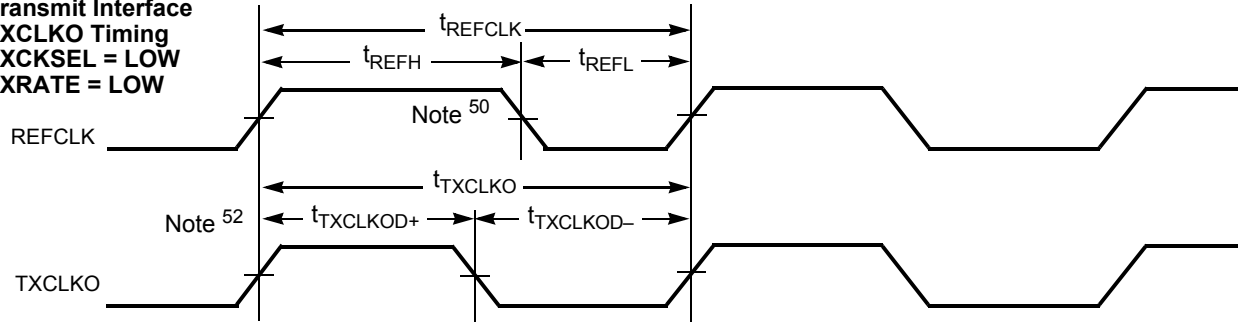 ransmit Interface
XCLKO Timing
XCKSEL = LOW
XRATE = LOW
tREFCLK
tREFH
tREFL
Note 50
REFCLK
tTXCLKO
Note 52
tTXCLKOD+
tTXCLKOD–
TXCLKO